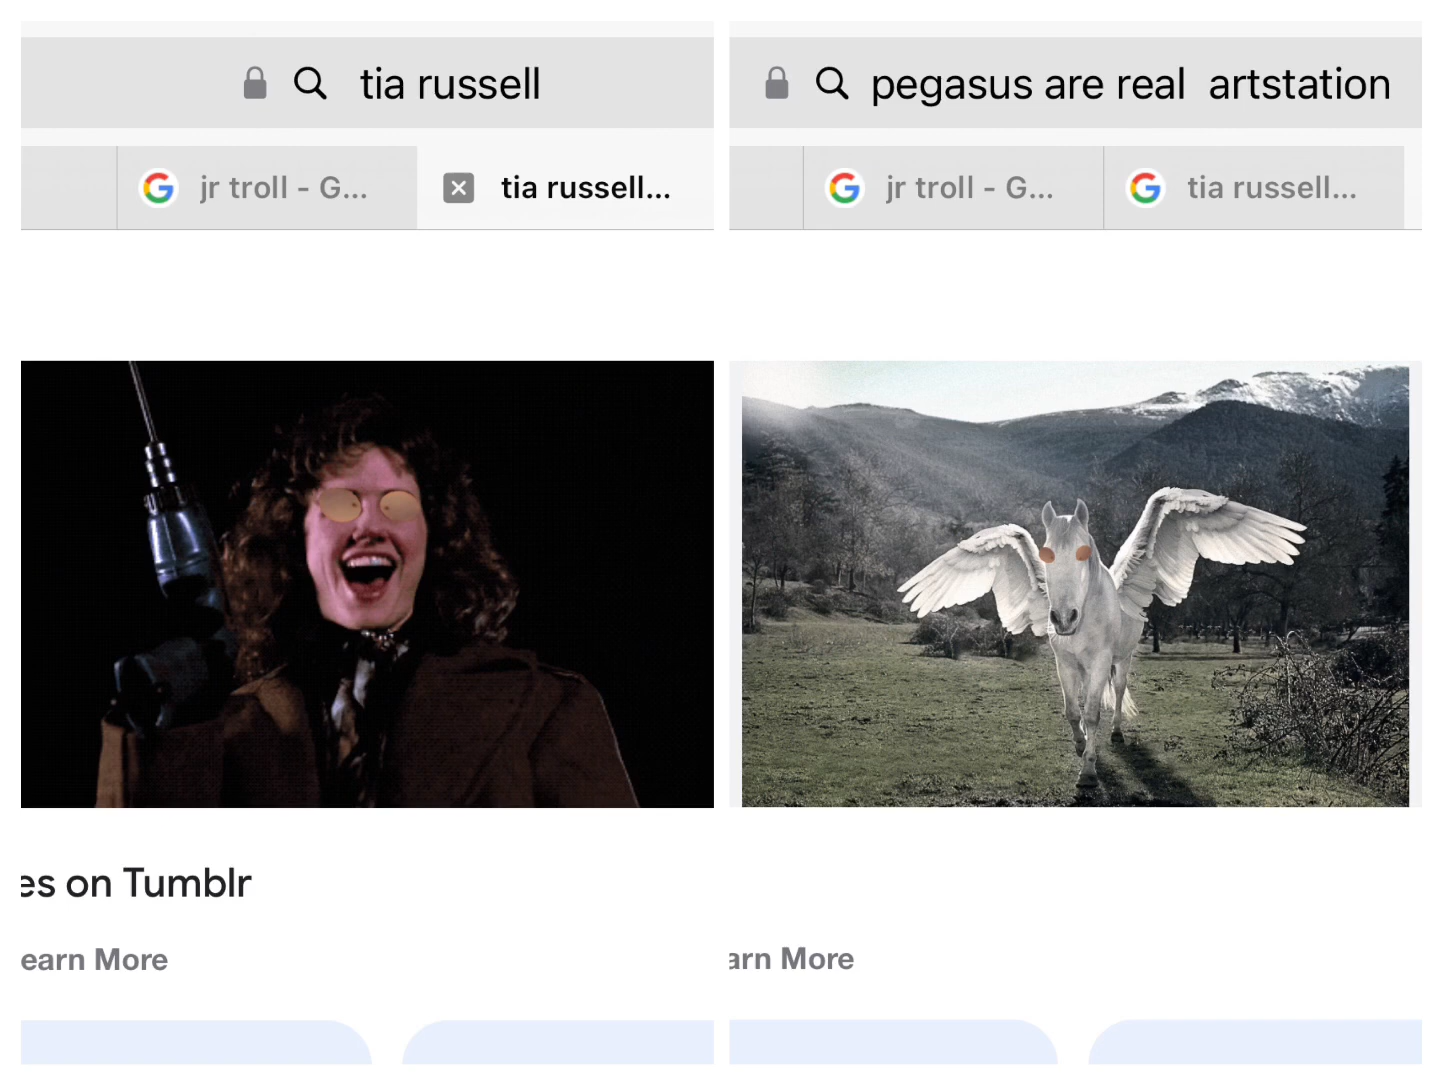 tia russell
jr troll - G...
tia russell...
es on Tumblr
earn More
pegasus are real artstation
jr troll - G...
tia russell...
arn More